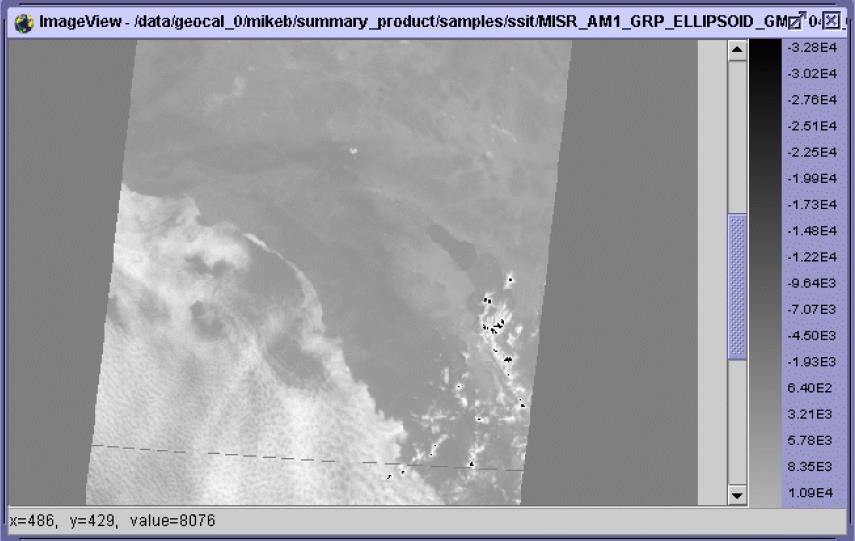 ImageView - /data/geocal_0/mikeb/summary_product/samples/ssit/MISR_AM1_GRP_ELLIPSOID_GM
-3.28E4
-3.02E4
-2.76E4
-2.51E4
-2.25E4
-1.99E4
-1.73E4
-1.48E4
-1.22E4
-9.64E3
-7.07E3
-4.50E3
-1.93E3
6.40E2
3.21E3
5.78E3
8.35E3
1.09E4
x=486, y=429, value=8076